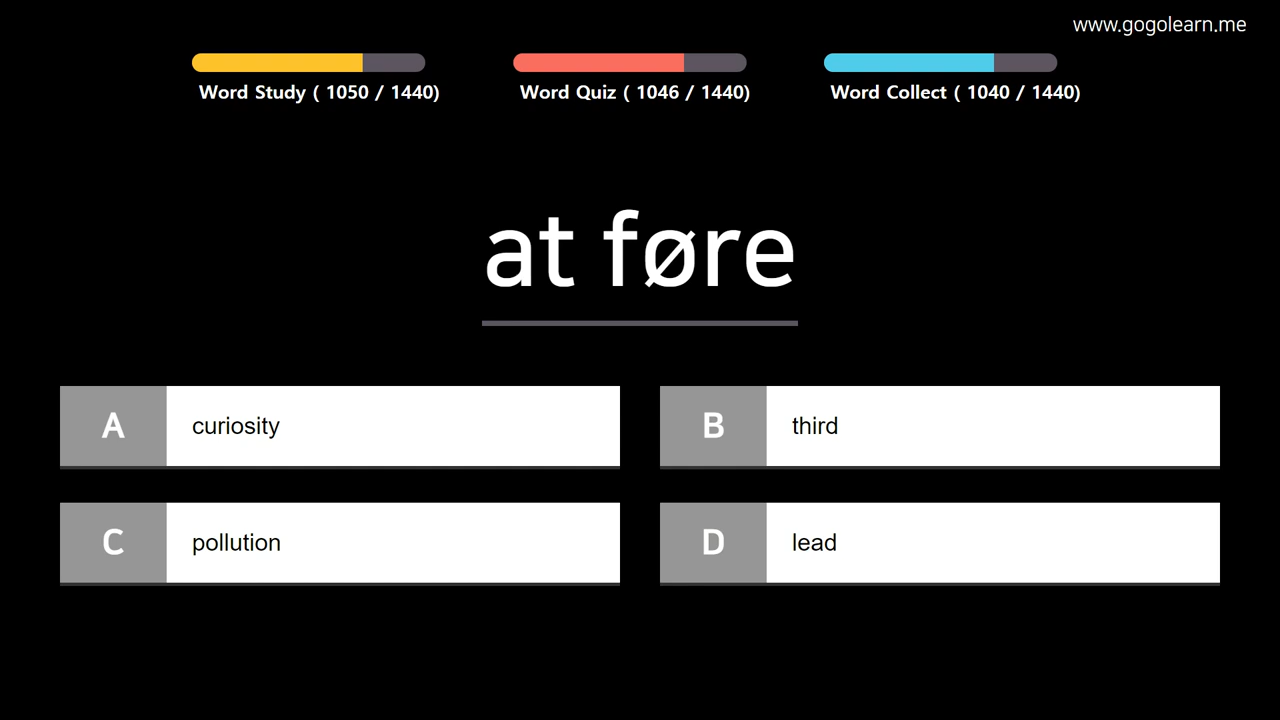 www.gogolearn.me
Word Study ( 1050 / 1440)
Word Quiz ( 1046 / 1440)
Word Collect ( 1040 / 1440)
at føre
A curiosity
B third
C pollution
D lead